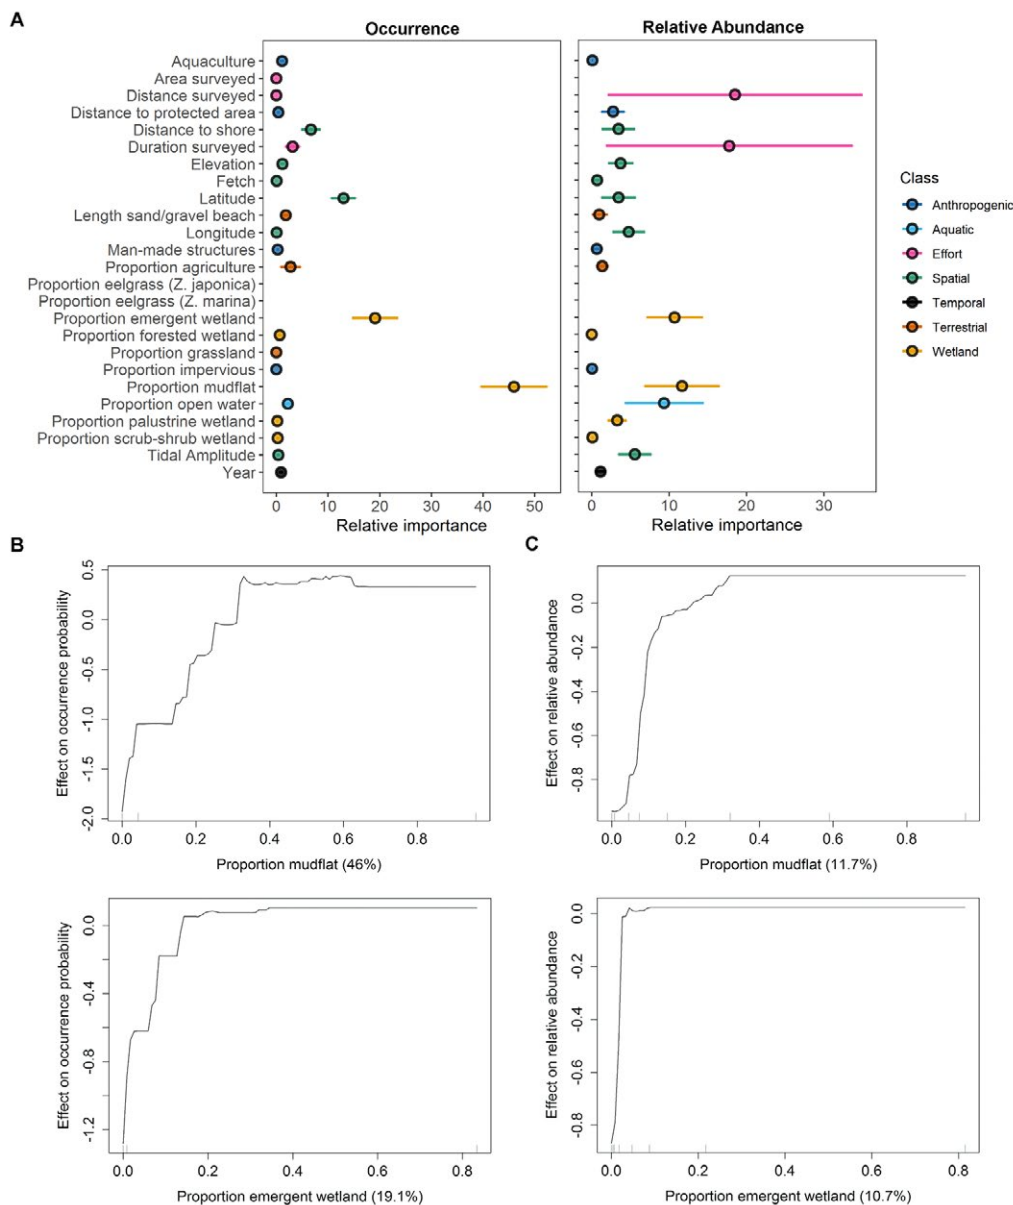 A
Occurrence
Relative Abundance
Aquaculture
Area surveyed
Distance surveyed
Distance to protected area
Distance to shore
Duration surveyed
Elevation
Fetch
Latitude
Length sand/gravel beach
Longitude
Man-made structures
Proportion agriculture
Proportion eelgrass (Z. japonica)
Proportion eelgrass (Z. marina)
Proportion emergent wetland
Proportion forested wetland
Proportion grassland
Proportion impervious
Proportion mudflat
Proportion open water
Proportion palustrine wetland
Proportion scrub-shrub wetland
Tidal Amplitude
Year
0 10 20 30 40 50
Relative importance
0 10 20 30
Relative importance
Class
Anthropogenic
Aquatic
Effort
Spatial
Temporal
Terrestrial
Wetland
B
Effect on occurrence probability
0.5
0.0
-0.5
-1.0
-1.5
-2.0
0.0 0.2 0.4 0.6 0.8
Proportion mudflat (46%)
C
Effect on relative abundance
0.0
-0.2
-0.4
-0.6
-0.8
0.0 0.2 0.4 0.6 0.8
Proportion mudflat (11.7%)
Effect on occurrence probability
0.0
-0.4
-0.8
-1.2
0.0 0.2 0.4 0.6 0.8
Proportion emergent wetland (19.1%)
Effect on relative abundance
0.0
-0.2
-0.4
-0.6
-0.8
0.0 0.2 0.4 0.6 0.8
Proportion emergent wetland (10.7%)